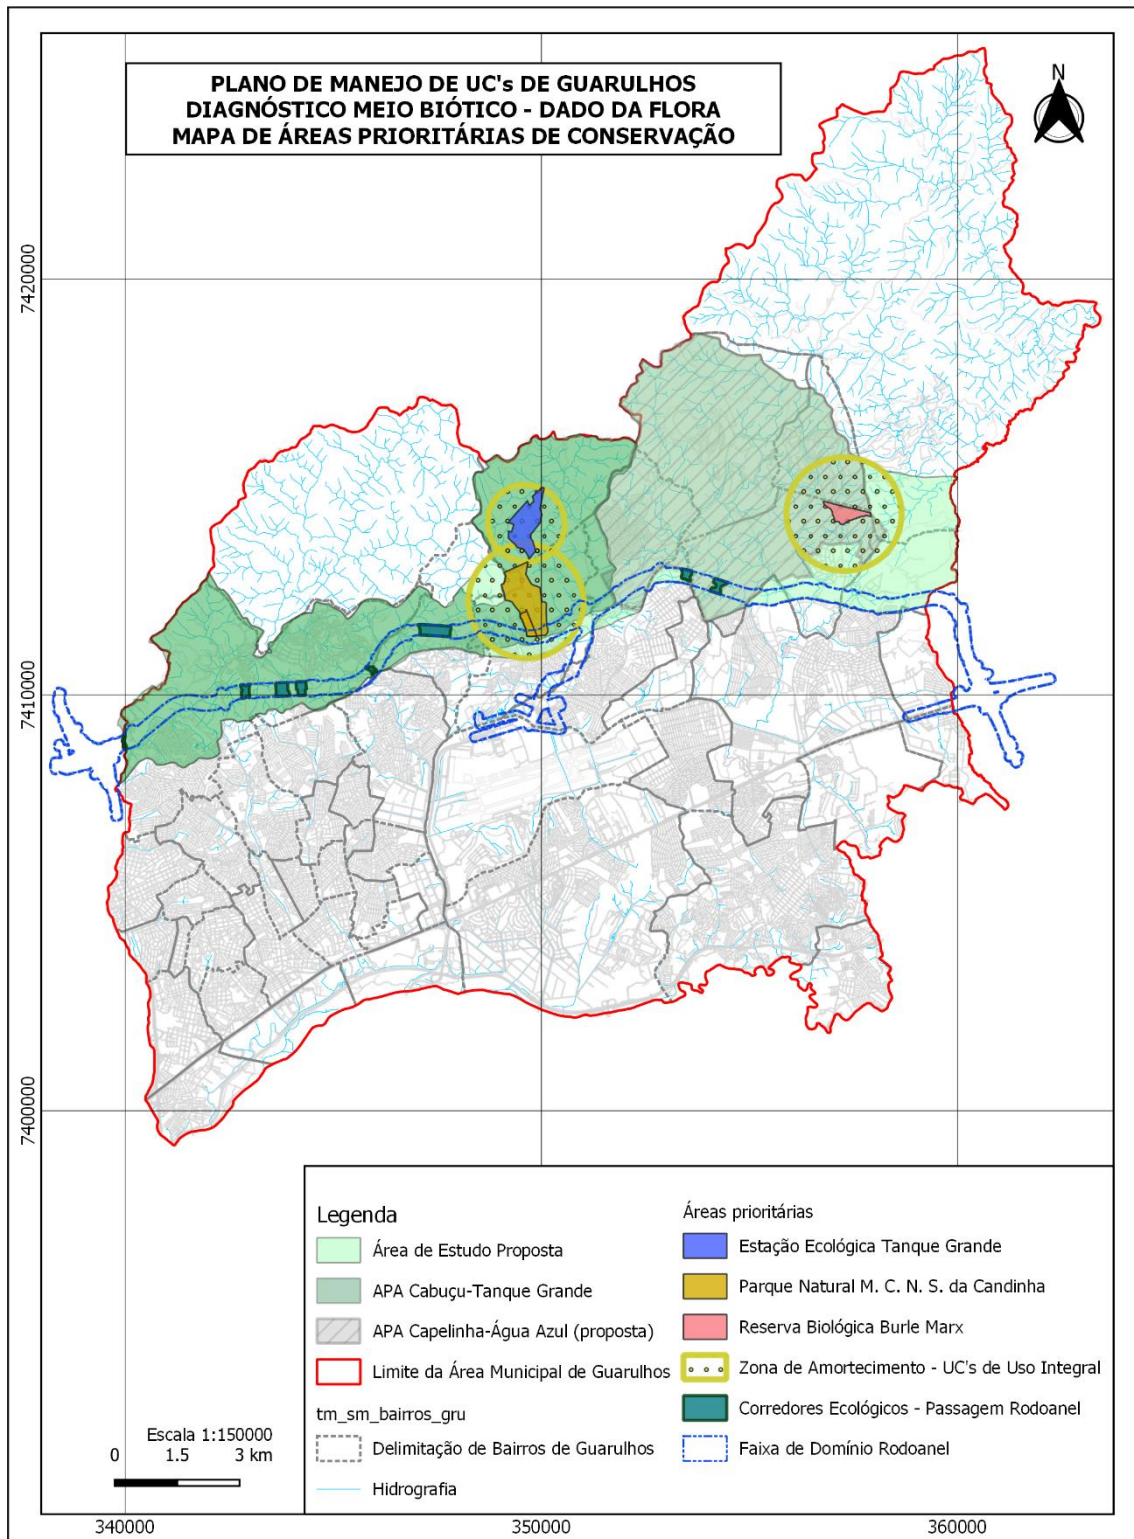 PLANO DE MANEJO DE UC's DE GUARULHOS
DIAGNÓSTICO MEIO BIÓTICO - DADO DA FLORA
MAPA DE ÁREAS PRIORITÁRIAS DE CONSERVAÇÃO
N
7420000
7410000
7400000
Legenda
Área de Estudo Proposta
APA Cabuçu-Tanque Grande
APA Capelinha-Água Azul (proposta)
Limite da Área Municipal de Guarulhos
tm_sm_bairros_gru
Delimitação de Bairros de Guarulhos
Hidrografia
Áreas prioritárias
Estação Ecológica Tanque Grande
Parque Natural M. C. N. S. da Candinha
Reserva Biológica Burle Marx
Zona de Amortecimento - UC's de Uso Integral
Corredores Ecológicos - Passagem Rodoanel
Faixa de Domínio Rodoanel
Escala 1:150000
0 1.5 3 km
340000 350000 360000